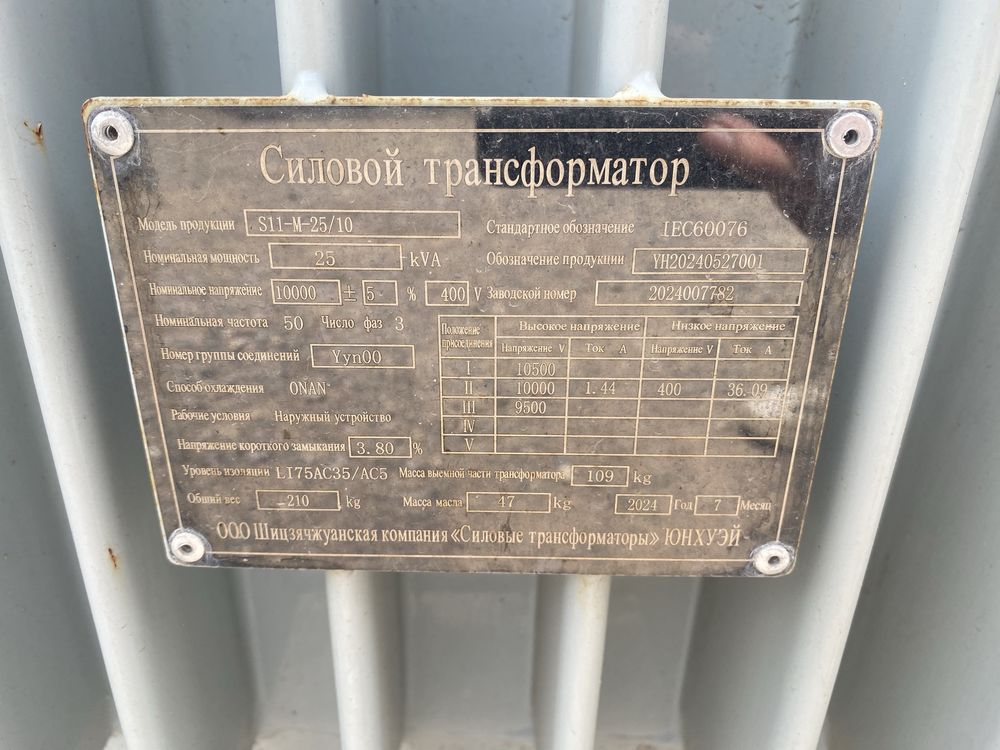 Силовой трансформатор
Модель продукции S11-M-25/10 Стандартное обозначение IEC60076
Номинальная мощность 25 kVA Обозначение продукции YH20240527001
Номинальное напряжение 10000 ± 5 % 400 V Заводской номер 2024007782
Номинальная частота 50 Число фаз 3
Номер группы соединений Yyn00
Способ охлаждения ONAN
Рабочие условия Наружный устройство
Напряжение короткого замыкания 3.80 %
Положение присоединения Высокое напряжение Низкое напряжение
Напряжение V Ток A Напряжение V Ток A
I 10500
II 10000 1.44 400 36.09
III 9500
IV
V
Уровень изоляции LI75AC35/AC5 Масса выемной части трансформатора 109 kg
Общий вес 210 kg Масса масла 47 kg 2024 Год 7 Месяц
ООО Шицзячжуанская компания «Силовые трансформаторы» ЮНХУЭЙ